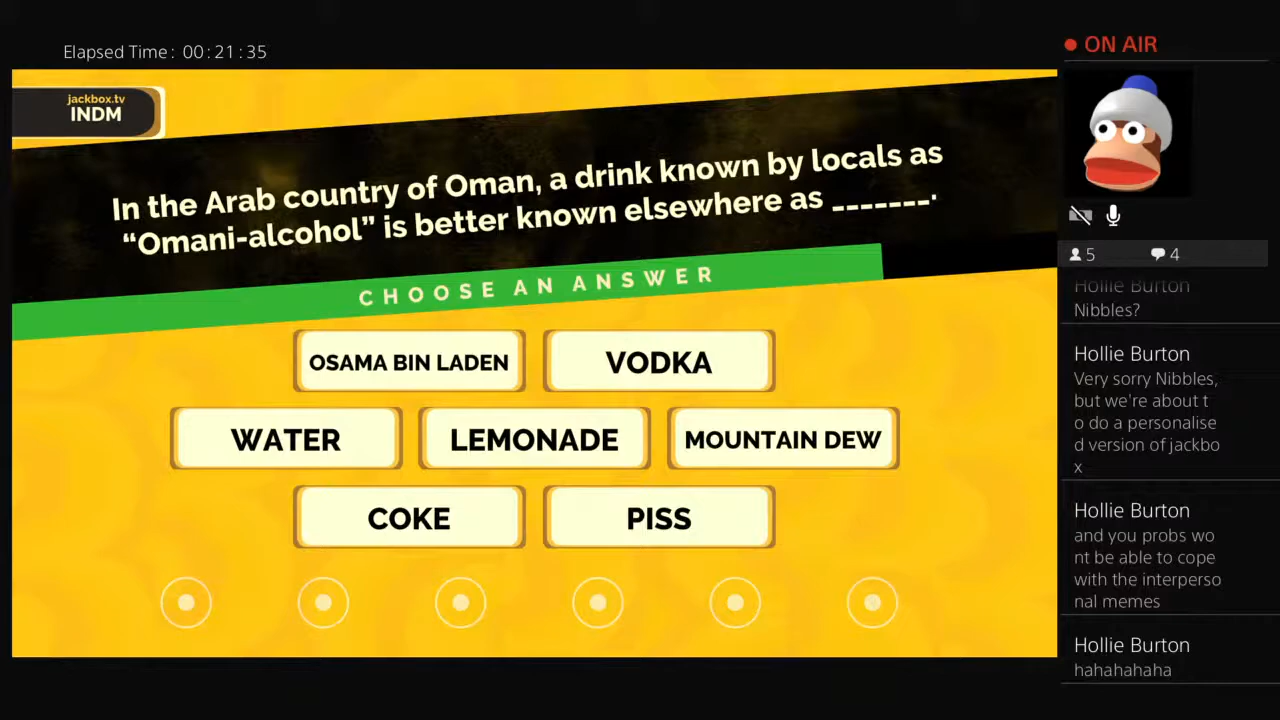 Elapsed Time: 00:21:35
ON AIR
jackbox.tv
INDM
In the Arab country of Oman, a drink known by locals as
“Omani-alcohol” is better known elsewhere as _______.
CHOOSE AN ANSWER
OSAMA BIN LADEN
VODKA
WATER
LEMONADE
MOUNTAIN DEW
COKE
PISS
5
4
Hollie Burton
Nibbles?
Hollie Burton
Very sorry Nibbles,
but we're about t
o do a personalise
d version of jackbo
x
Hollie Burton
and you probs wo
nt be able to cope
with the interperso
nal memes
Hollie Burton
hahahahaha